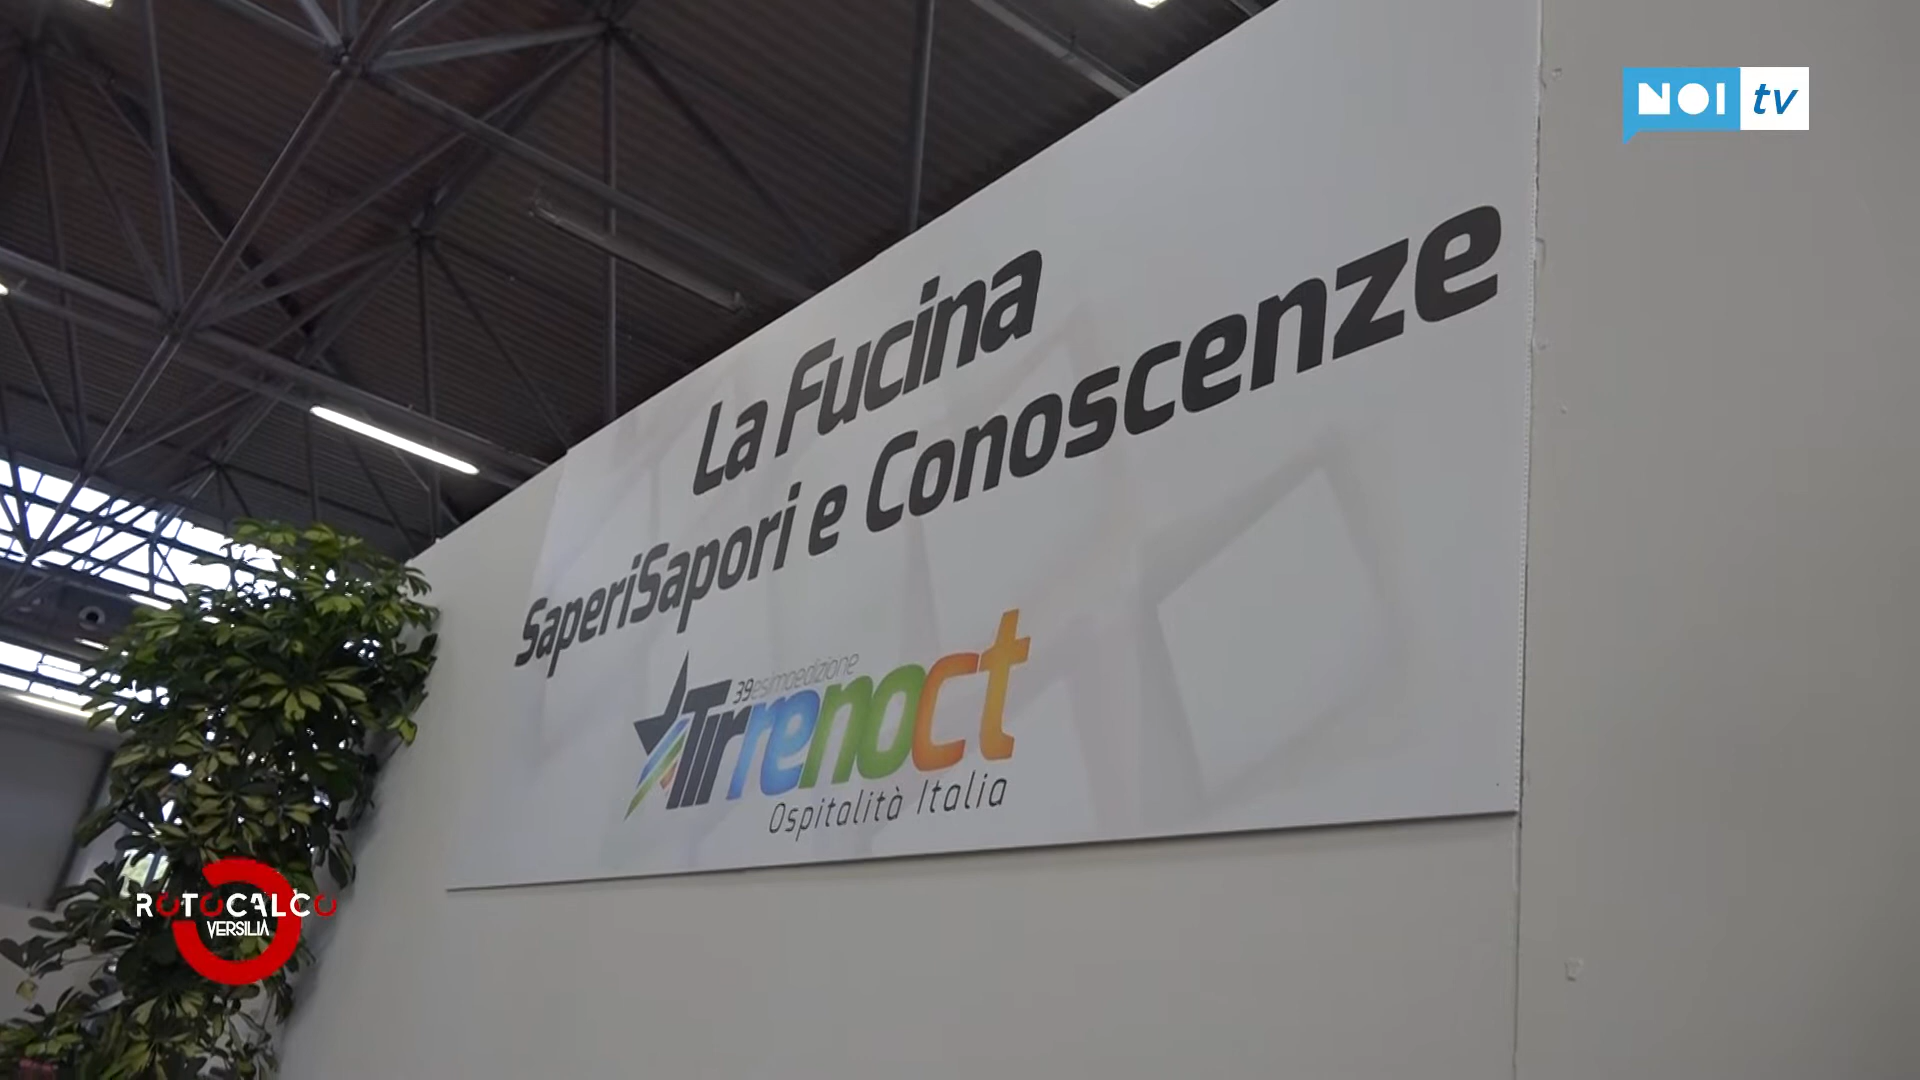 NOI tv
La Fucina
SaperiSapori e Conoscenze
39esimaedizione
Tirrenoct
Ospitalità Italia
ROTOCALCO
VERSILIA